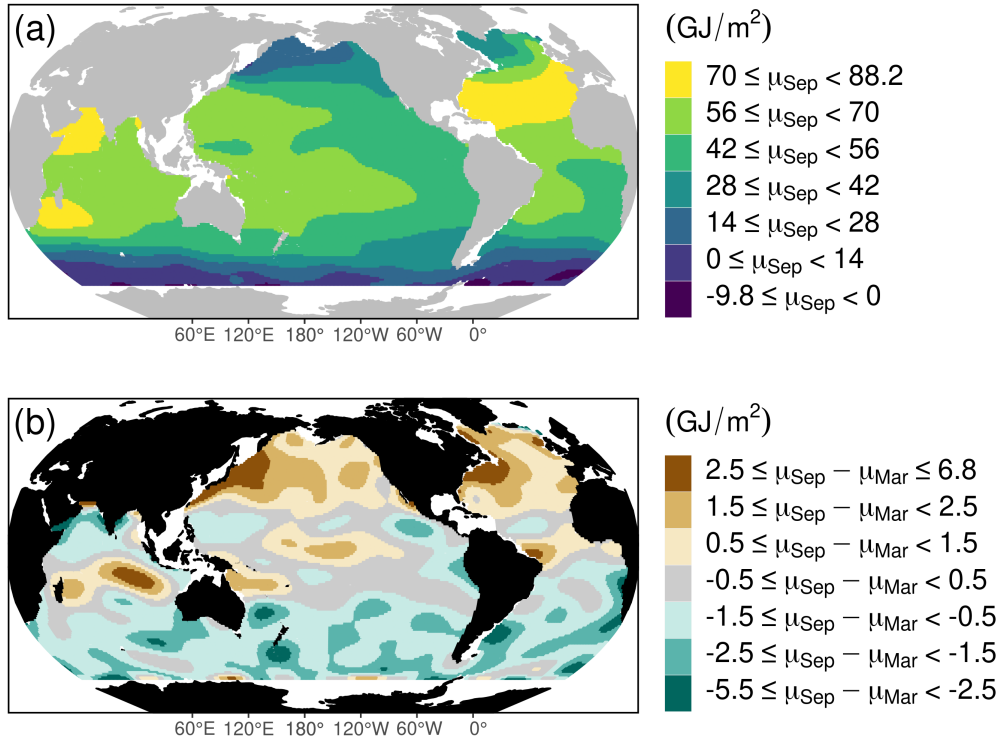 (a)
(GJ/m²)
70 ≤ μSep < 88.2
56 ≤ μSep < 70
42 ≤ μSep < 56
28 ≤ μSep < 42
14 ≤ μSep < 28
0 ≤ μSep < 14
-9.8 ≤ μSep < 0
60°E 120°E 180° 120°W 60°W 0°
(b)
(GJ/m²)
2.5 ≤ μSep − μMar ≤ 6.8
1.5 ≤ μSep − μMar < 2.5
0.5 ≤ μSep − μMar < 1.5
-0.5 ≤ μSep − μMar < 0.5
-1.5 ≤ μSep − μMar < -0.5
-2.5 ≤ μSep − μMar < -1.5
-5.5 ≤ μSep − μMar < -2.5
60°E 120°E 180° 120°W 60°W 0°